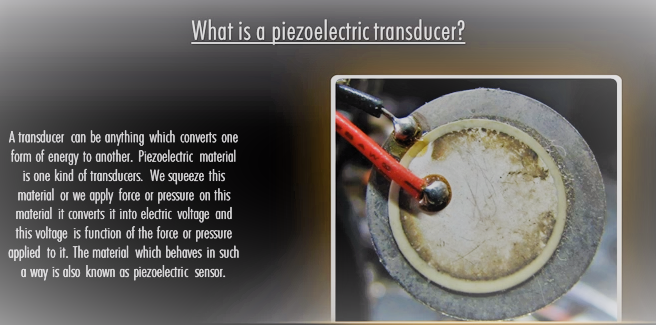 What is a piezoelectric transducer?
A transducer can be anything which converts one
form of energy to another. Piezoelectric material
is one kind of transducers. We squeeze this
material or we apply force or pressure on this
material it converts it into electric voltage and
this voltage is function of the force or pressure
applied to it. The material which behaves in such
a way is also known as piezoelectric sensor.